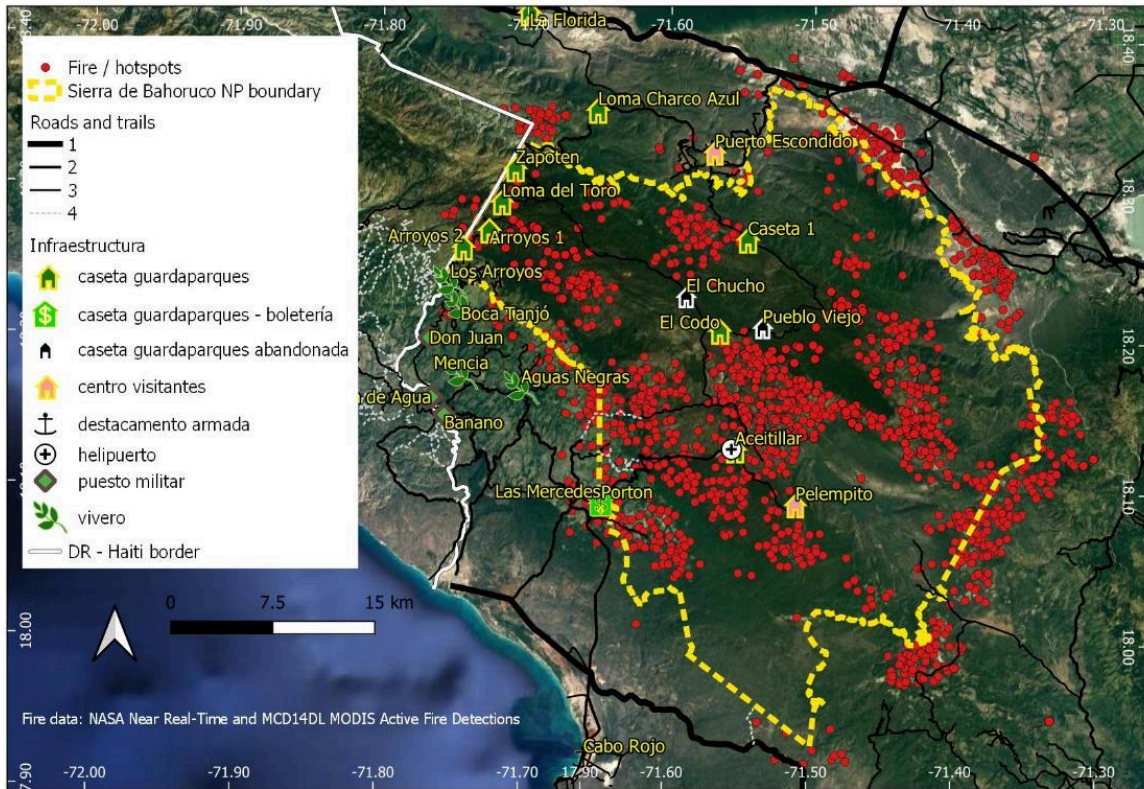 -71.80
-71.60
-71.50
-71.40
-71.30
18.40
18.40
La Florida
Fire / hotspots
Sierra de Bahoruco NP boundary
Roads and trails
1
2
3
4
Infraestructura
caseta guardaparques
caseta guardaparques - boletería
caseta guardaparques abandonada
centro visitantes
destacamento armada
helipuerto
puesto militar
vivero
DR - Haiti border
Loma Charco Azul
Puerto Escondido
Zapoten
Loma del Toro
18.30
Arroyos 2
Arroyos 1
Caseta 1
Los Arroyos
El Chucho
Boca Tanjó
El Codo
Pueblo Viejo
Don Juan
18.20
Mencia
Aguas Negras
de Agua
Banano
Aceitillar
Las Mercedes
Porton
Pelempito
18.10
0
7.5
15 km
18.00
18.00
Fire data: NASA Near Real-Time and MCD14DL MODIS Active Fire Detections
Cabo Rojo
-72.00
-71.90
-71.80
-71.70
17.90
-71.60
-71.50
-71.40
-71.30